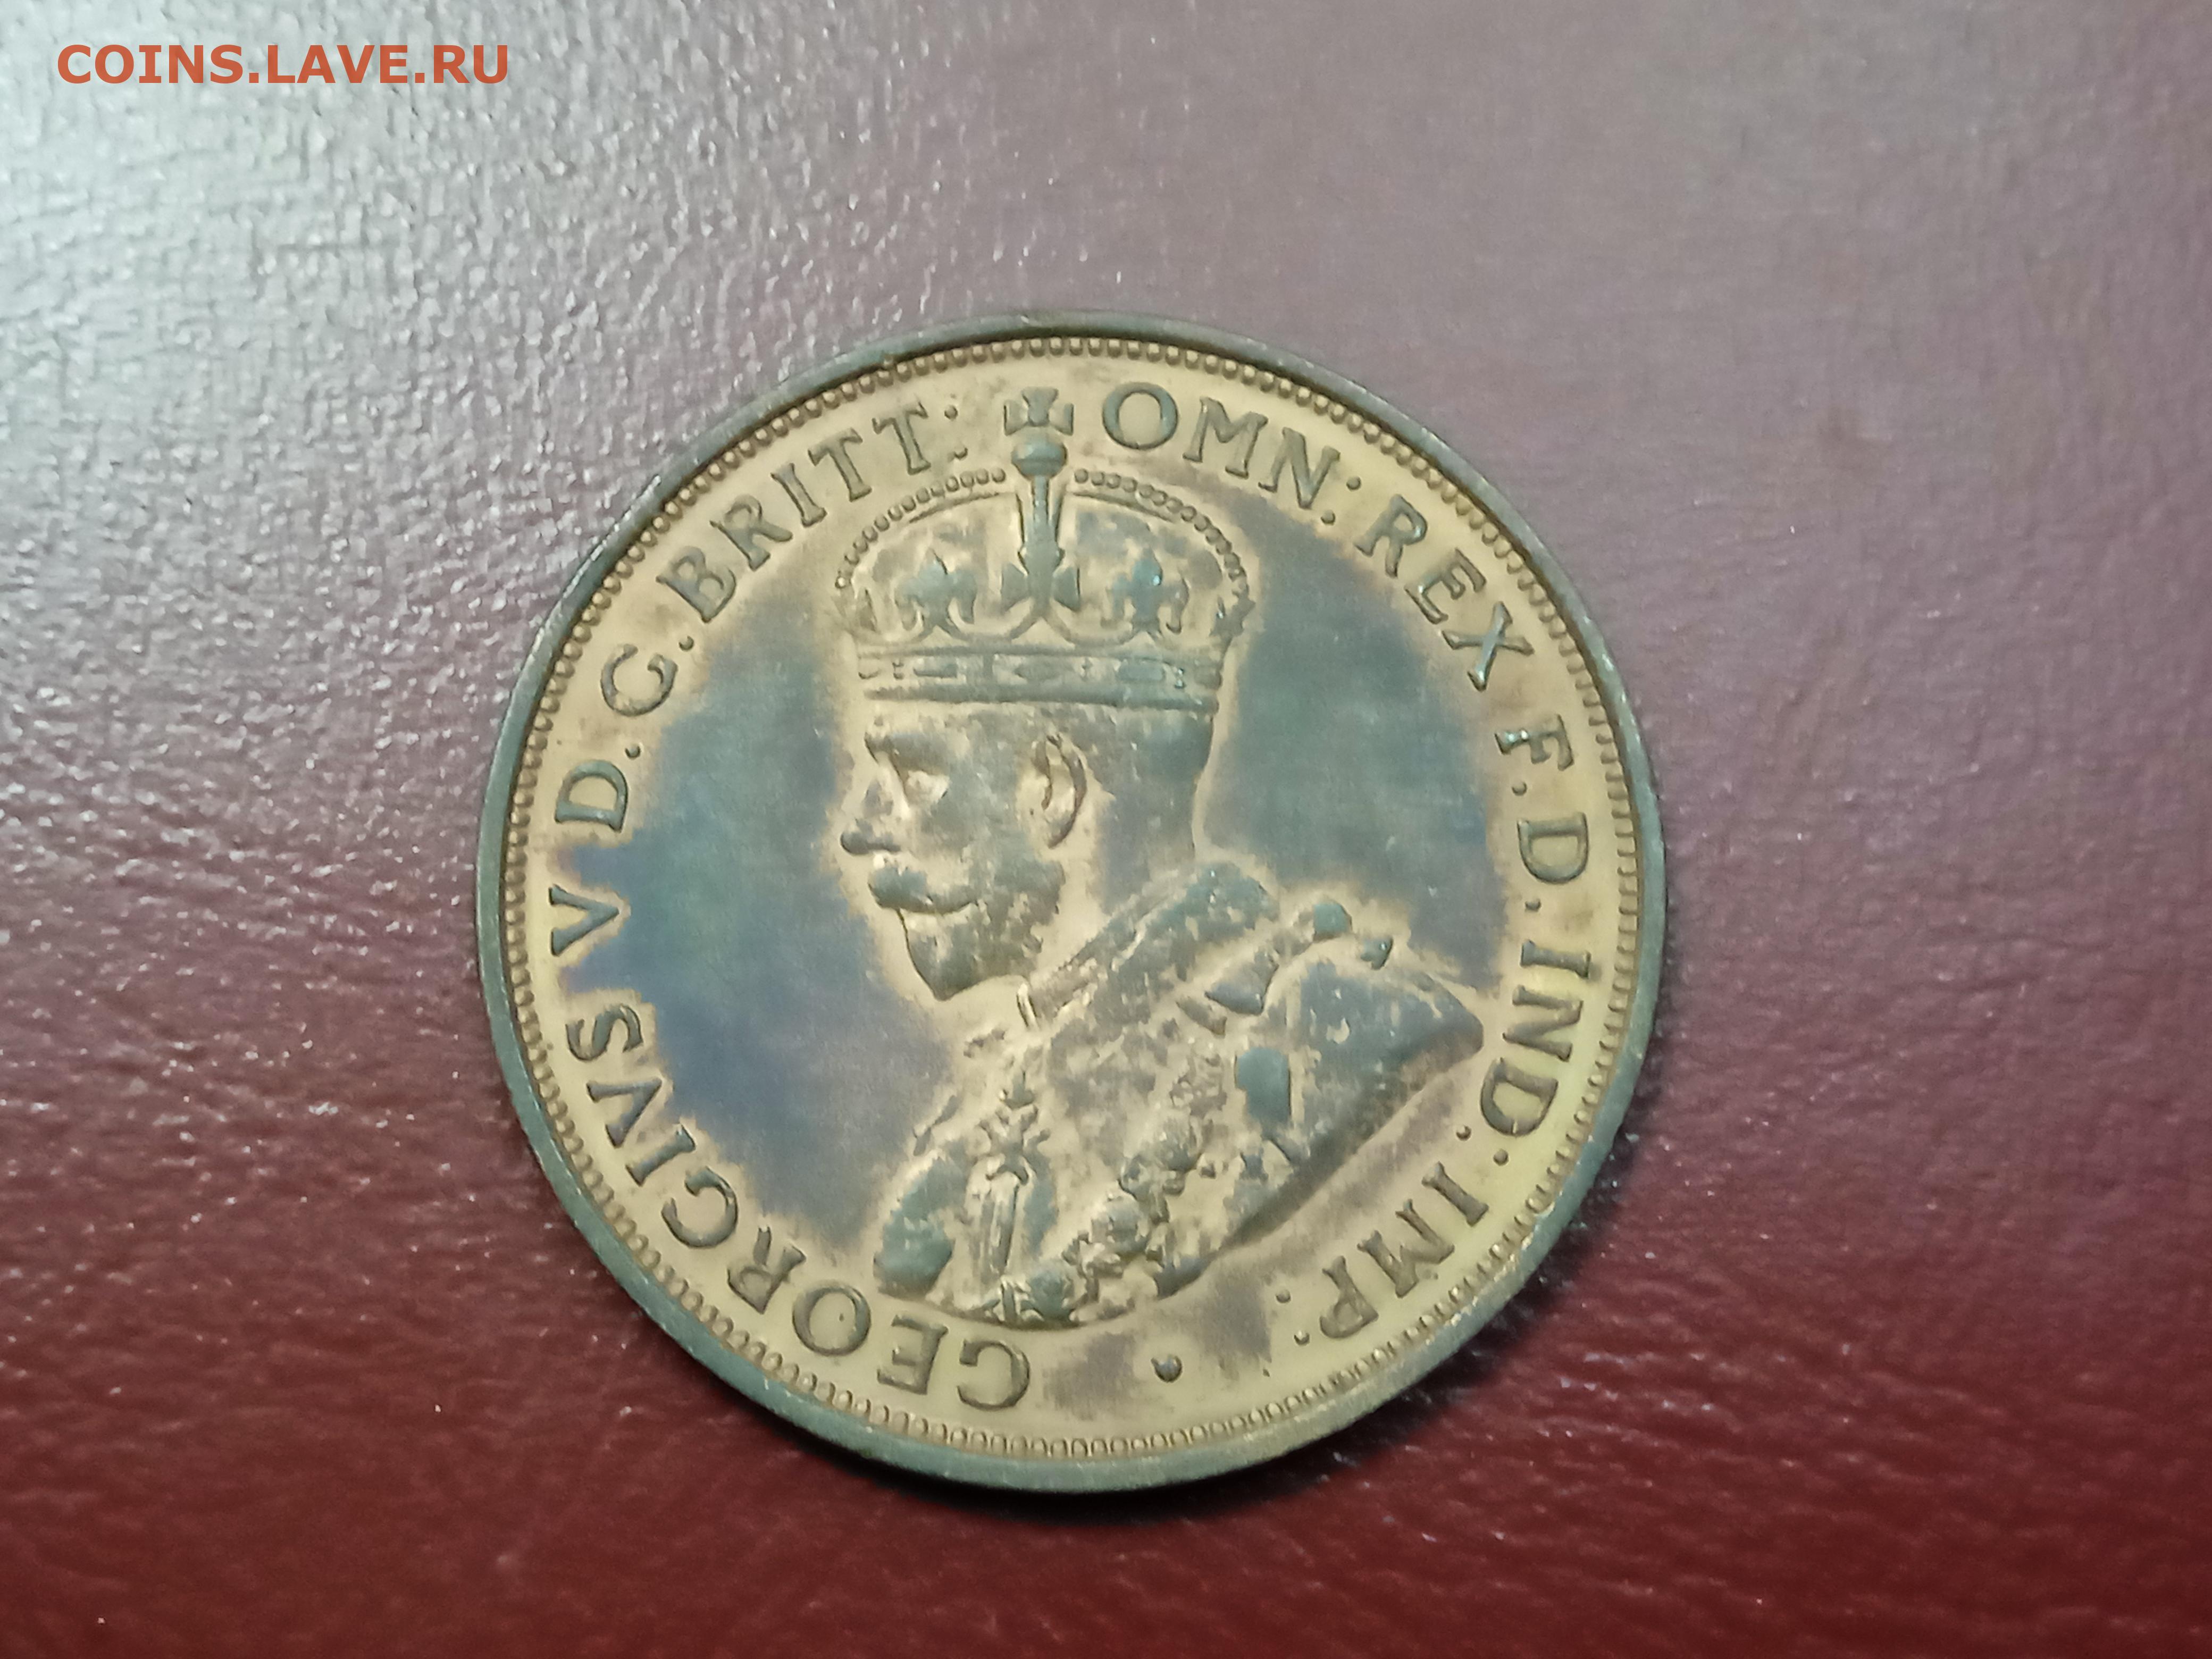 COINS.LAVE.RU
GEORGIVS V D.G.BRITT: OMN: REX F.D.IND: IMP: